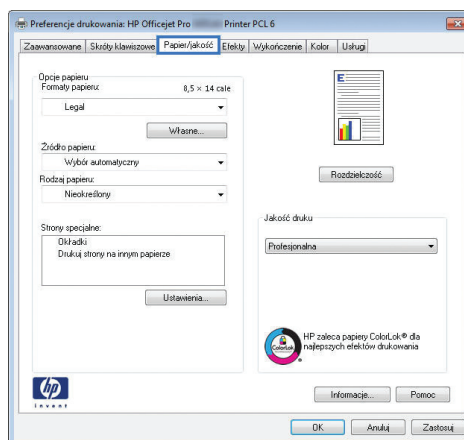 Preferencje drukowania: HP Officejet Pro Printer PCL 6
Zaawansowane Skróty klawiszowe Papier/jakość Efekty Wykończenie Kolor Usługi
Opcje papieru
Formaty papieru: 8,5 × 14 cale
Legal
Własne...
Źródło papieru:
Wybór automatyczny
Rodzaj papieru:
Nieokreślony
Strony specjalne:
Okładki
Drukuj strony na innym papierze
Ustawienia...
E
Rozdzielczość
Jakość druku
Profesjonalna
ColorLok
HP zaleca papiery ColorLok® dla
najlepszych efektów drukowania
hp
invent
Informacje... Pomoc
OK Anuluj Zastosuj